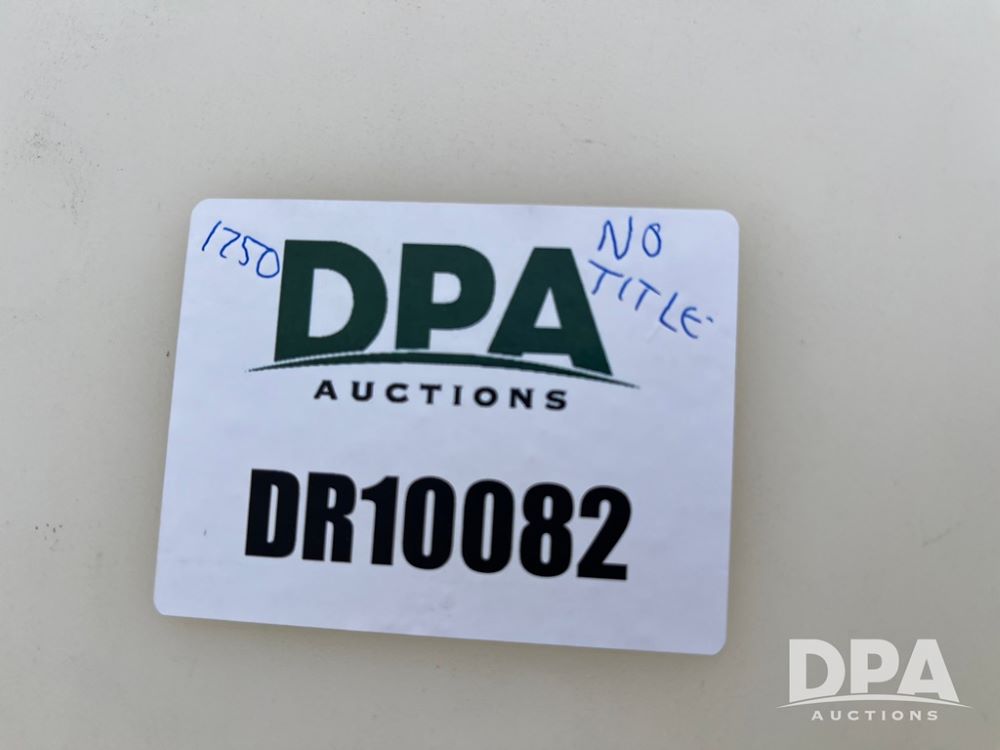 1750
NO
TITLE
DPA
AUCTIONS
DR10082
DPA
AUCTIONS